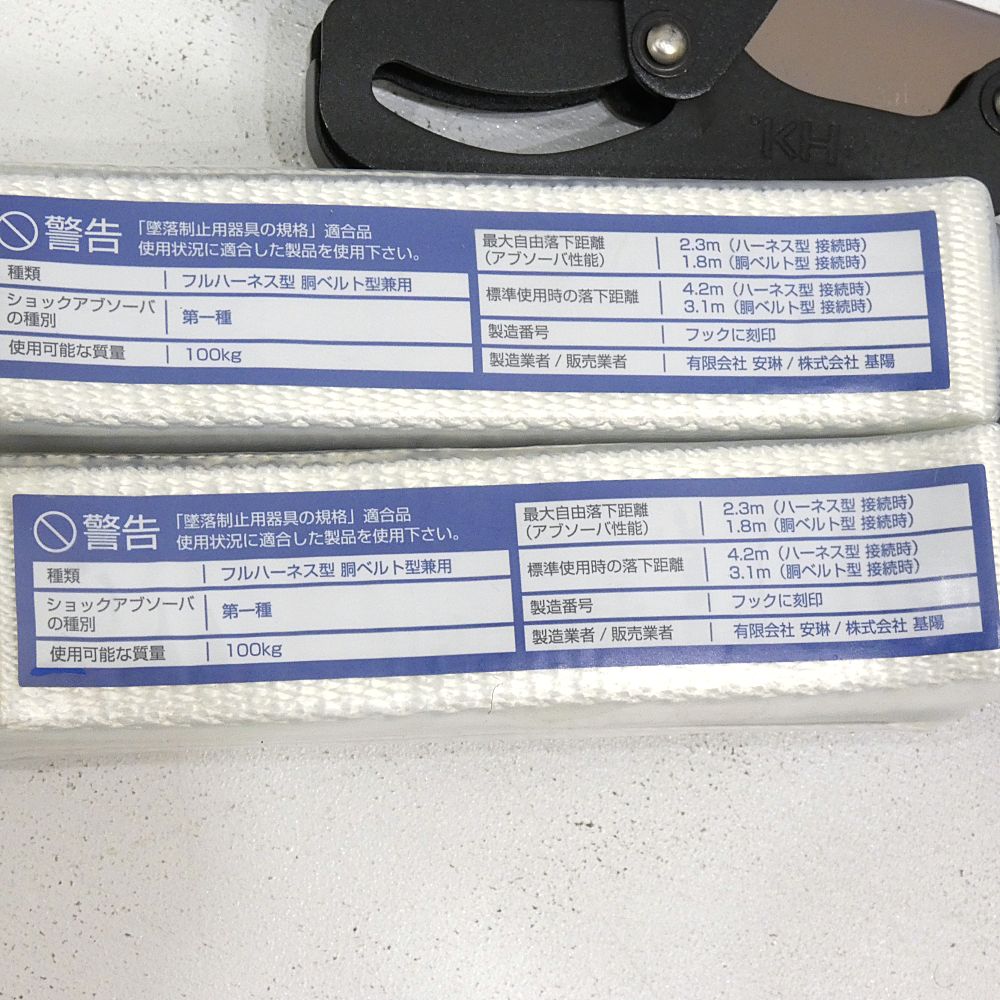 KH
警告
「墜落制止用器具の規格」適合品
使用状況に適合した製品を使用下さい。
種類 フルハーネス型 胴ベルト型兼用
ショックアブソーバ
の種別
第一種
使用可能な質量 100kg
最大自由落下距離
(アブソーバ性能)
2.3m (ハーネス型 接続時)
1.8m (胴ベルト型 接続時)
標準使用時の落下距離
4.2m (ハーネス型 接続時)
3.1m (胴ベルト型 接続時)
製造番号 フックに刻印
製造業者 / 販売業者 有限会社 安琳 / 株式会社 基陽
警告
「墜落制止用器具の規格」適合品
使用状況に適合した製品を使用下さい。
種類 フルハーネス型 胴ベルト型兼用
ショックアブソーバ
の種別
第一種
使用可能な質量 100kg
最大自由落下距離
(アブソーバ性能)
2.3m (ハーネス型 接続時)
1.8m (胴ベルト型 接続時)
標準使用時の落下距離
4.2m (ハーネス型 接続時)
3.1m (胴ベルト型 接続時)
製造番号 フックに刻印
製造業者 / 販売業者 有限会社 安琳 / 株式会社 基陽